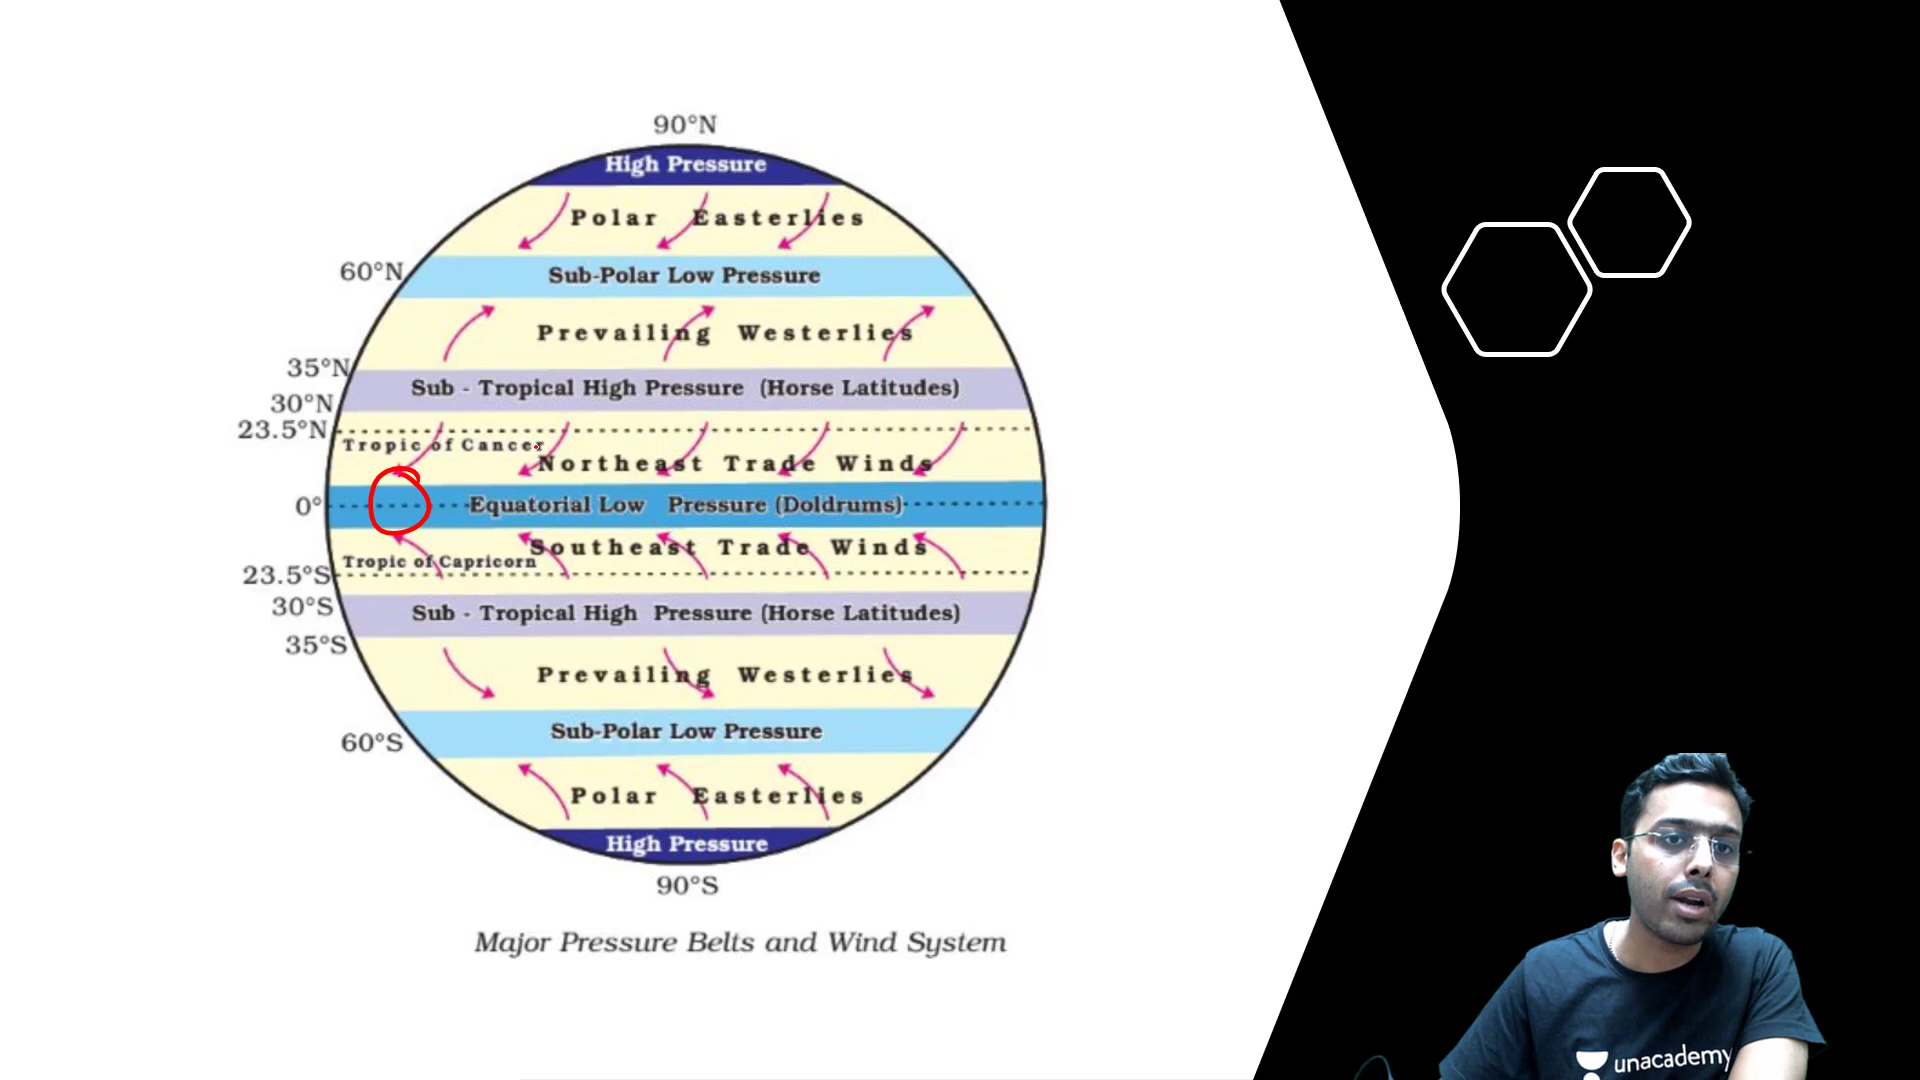 90°N
High Pressure
Polar Easterlies
60°N
Sub-Polar Low Pressure
Prevailing Westerlies
35°N
Sub - Tropical High Pressure (Horse Latitudes)
30°N
23.5°N
Tropic of Cancer
Northeast Trade Winds
0°
Equatorial Low Pressure (Doldrums)
Southeast Trade Winds
Tropic of Capricorn
23.5°S
30°S
Sub - Tropical High Pressure (Horse Latitudes)
35°S
Prevailing Westerlies
Sub-Polar Low Pressure
60°S
Polar Easterlies
High Pressure
90°S
Major Pressure Belts and Wind System
unacademy